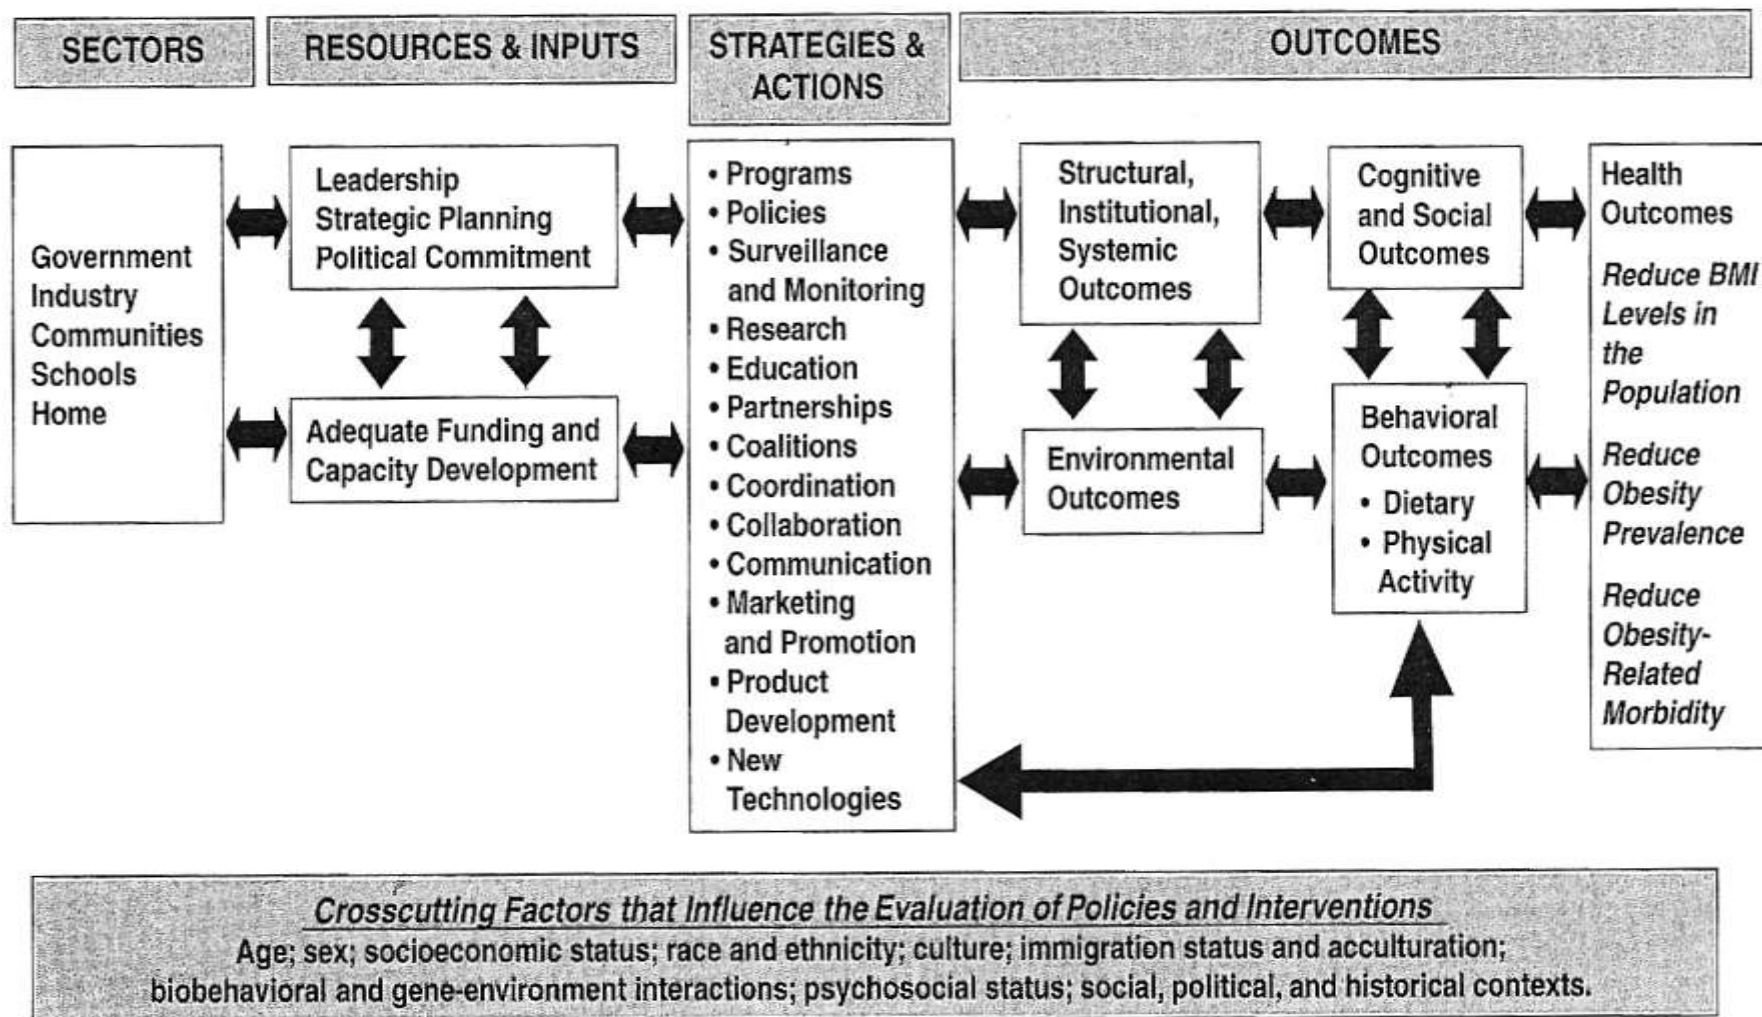 SECTORS
RESOURCES & INPUTS
STRATEGIES &
ACTIONS
OUTCOMES
Government
Industry
Communities
Schools
Home
Leadership
Strategic Planning
Political Commitment
Adequate Funding and
Capacity Development
• Programs
• Policies
• Surveillance
and Monitoring
• Research
• Education
• Partnerships
• Coalitions
• Coordination
• Collaboration
• Communication
• Marketing
and Promotion
• Product
Development
• New
Technologies
Structural,
Institutional,
Systemic
Outcomes
Environmental
Outcomes
Cognitive
and Social
Outcomes
Behavioral
Outcomes
• Dietary
• Physical
Activity
Health
Outcomes
Reduce BMI
Levels in
the
Population
Reduce
Obesity
Prevalence
Reduce
Obesity-
Related
Morbidity
Crosscutting Factors that Influence the Evaluation of Policies and Interventions
Age; sex; socioeconomic status; race and ethnicity; culture; immigration status and acculturation;
biobehavioral and gene-environment interactions; psychosocial status; social, political, and historical contexts.